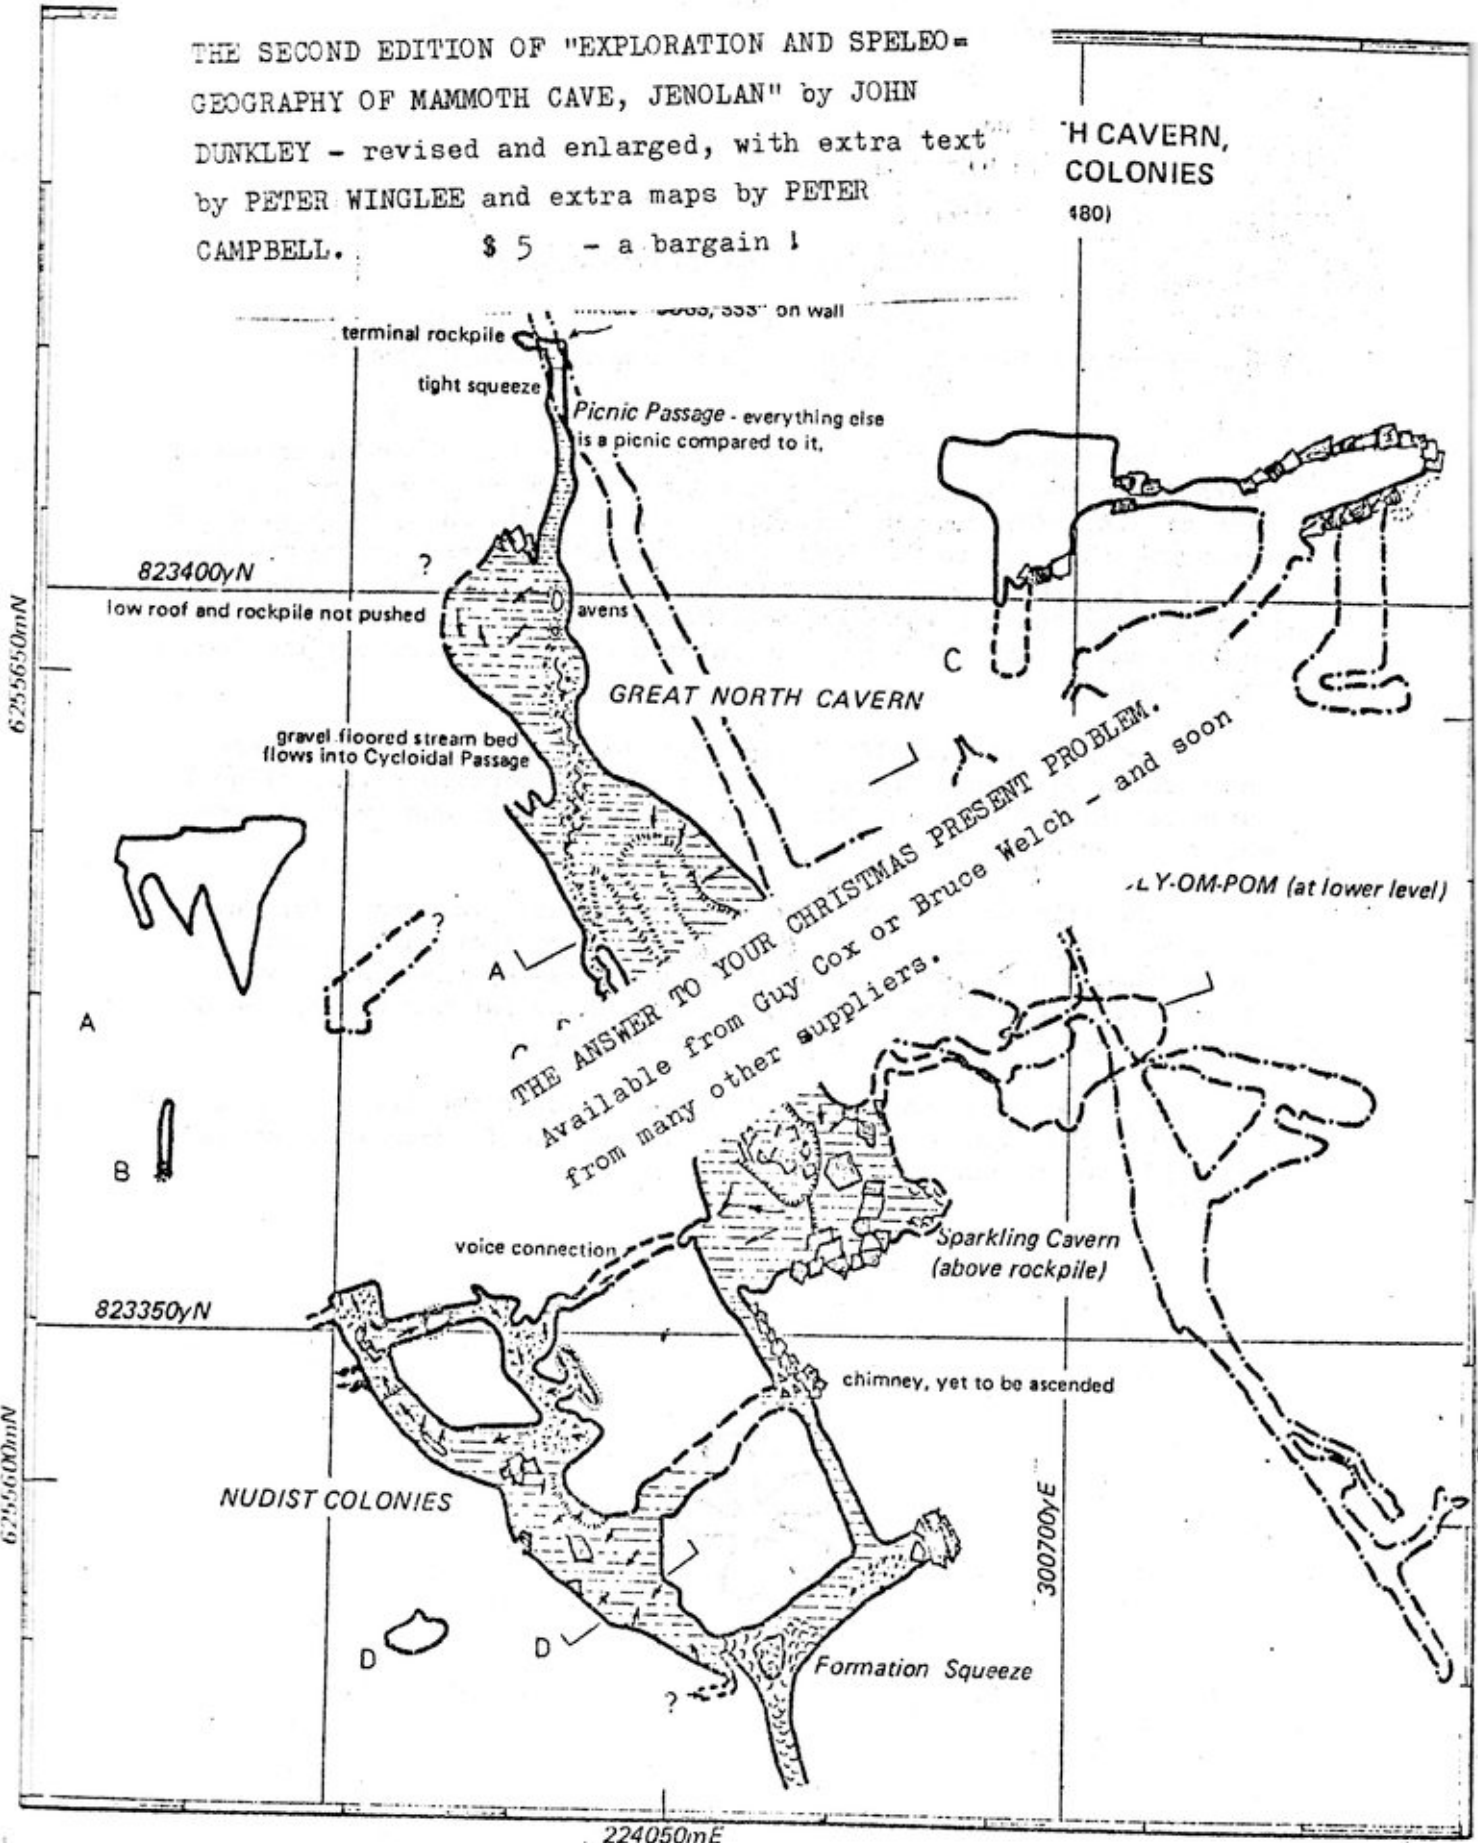 THE SECOND EDITION OF "EXPLORATION AND SPELEO=
GEOGRAPHY OF MAMMOTH CAVE, JENOLAN" by JOHN
DUNKLEY - revised and enlarged, with extra text
by PETER WINGLEE and extra maps by PETER
CAMPBELL. $ 5 - a bargain !
H CAVERN,
COLONIES
480)
on wall
terminal rockpile
tight squeeze
Picnic Passage - everything else
is a picnic compared to it.
?
823400yN
low roof and rockpile not pushed
avens
6255650mN
C
GREAT NORTH CAVERN
gravel floored stream bed
flows into Cycloidal Passage
THE ANSWER TO YOUR CHRISTMAS PRESENT PROBLEM.
Available from Guy Cox or Bruce Welch - and soon
from many other suppliers.
LY-OM-POM (at lower level)
?
A
A
B
voice connection
Sparkling Cavern
(above rockpile)
823350yN
chimney, yet to be ascended
6255600mN
NUDIST COLONIES
300700yE
D
D
Formation Squeeze
?
224050mE